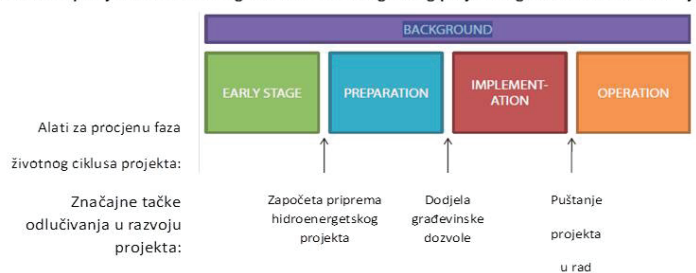 BACKGROUND
EARLY STAGE
PREPARATION
IMPLEMENT-
ATION
OPERATION
Alati za procjenu faza
životnog ciklusa projekta:
Značajne tačke
odlučivanja u razvoju
projekta:
Započeta priprema
hidroenergetskog
projekta
Dodjela
građevinske
dozvole
Puštanje
projekta
u rad